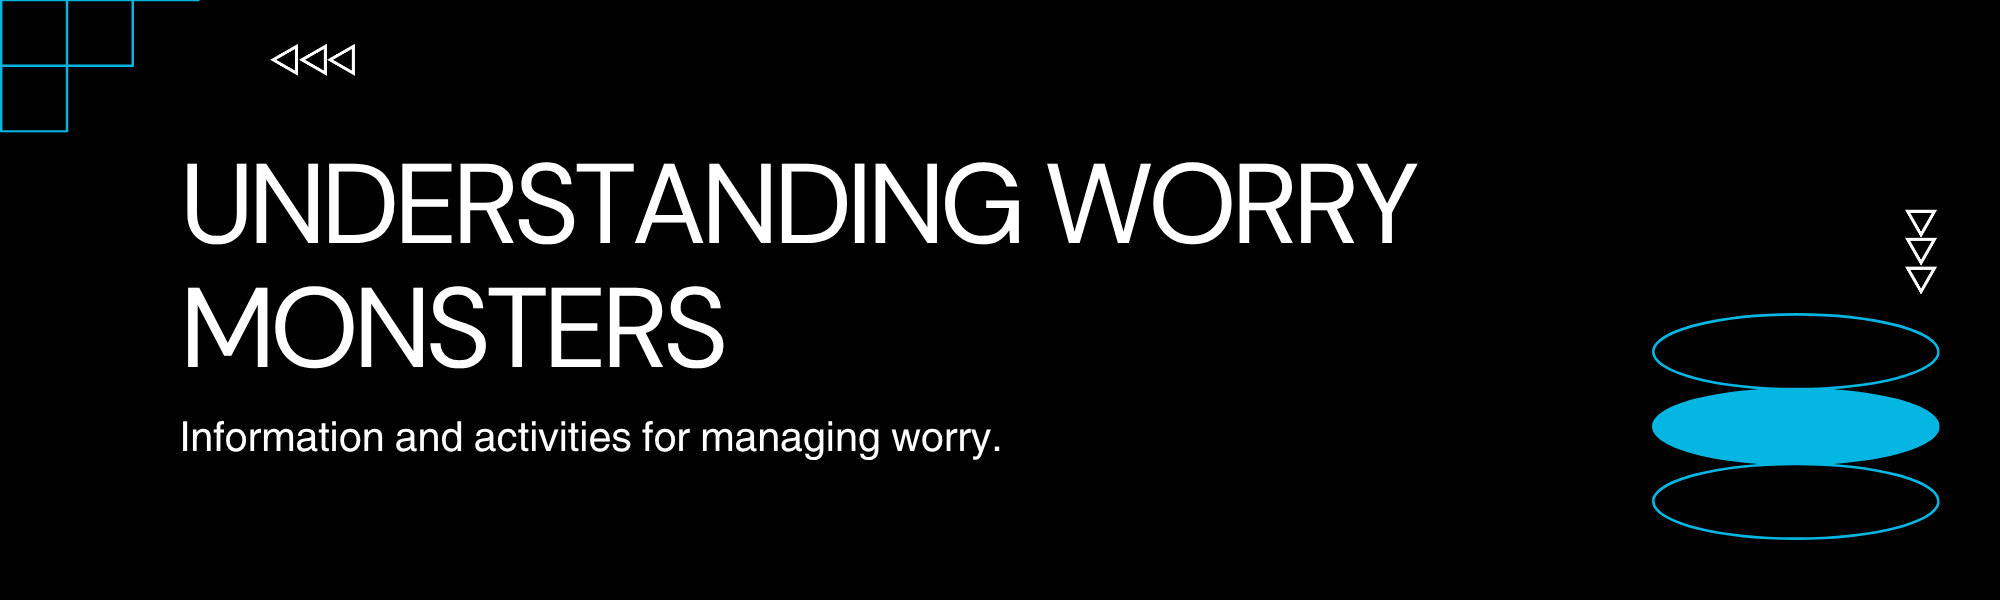 UNDERSTANDING WORRY
MONSTERS
Information and activities for managing worry.